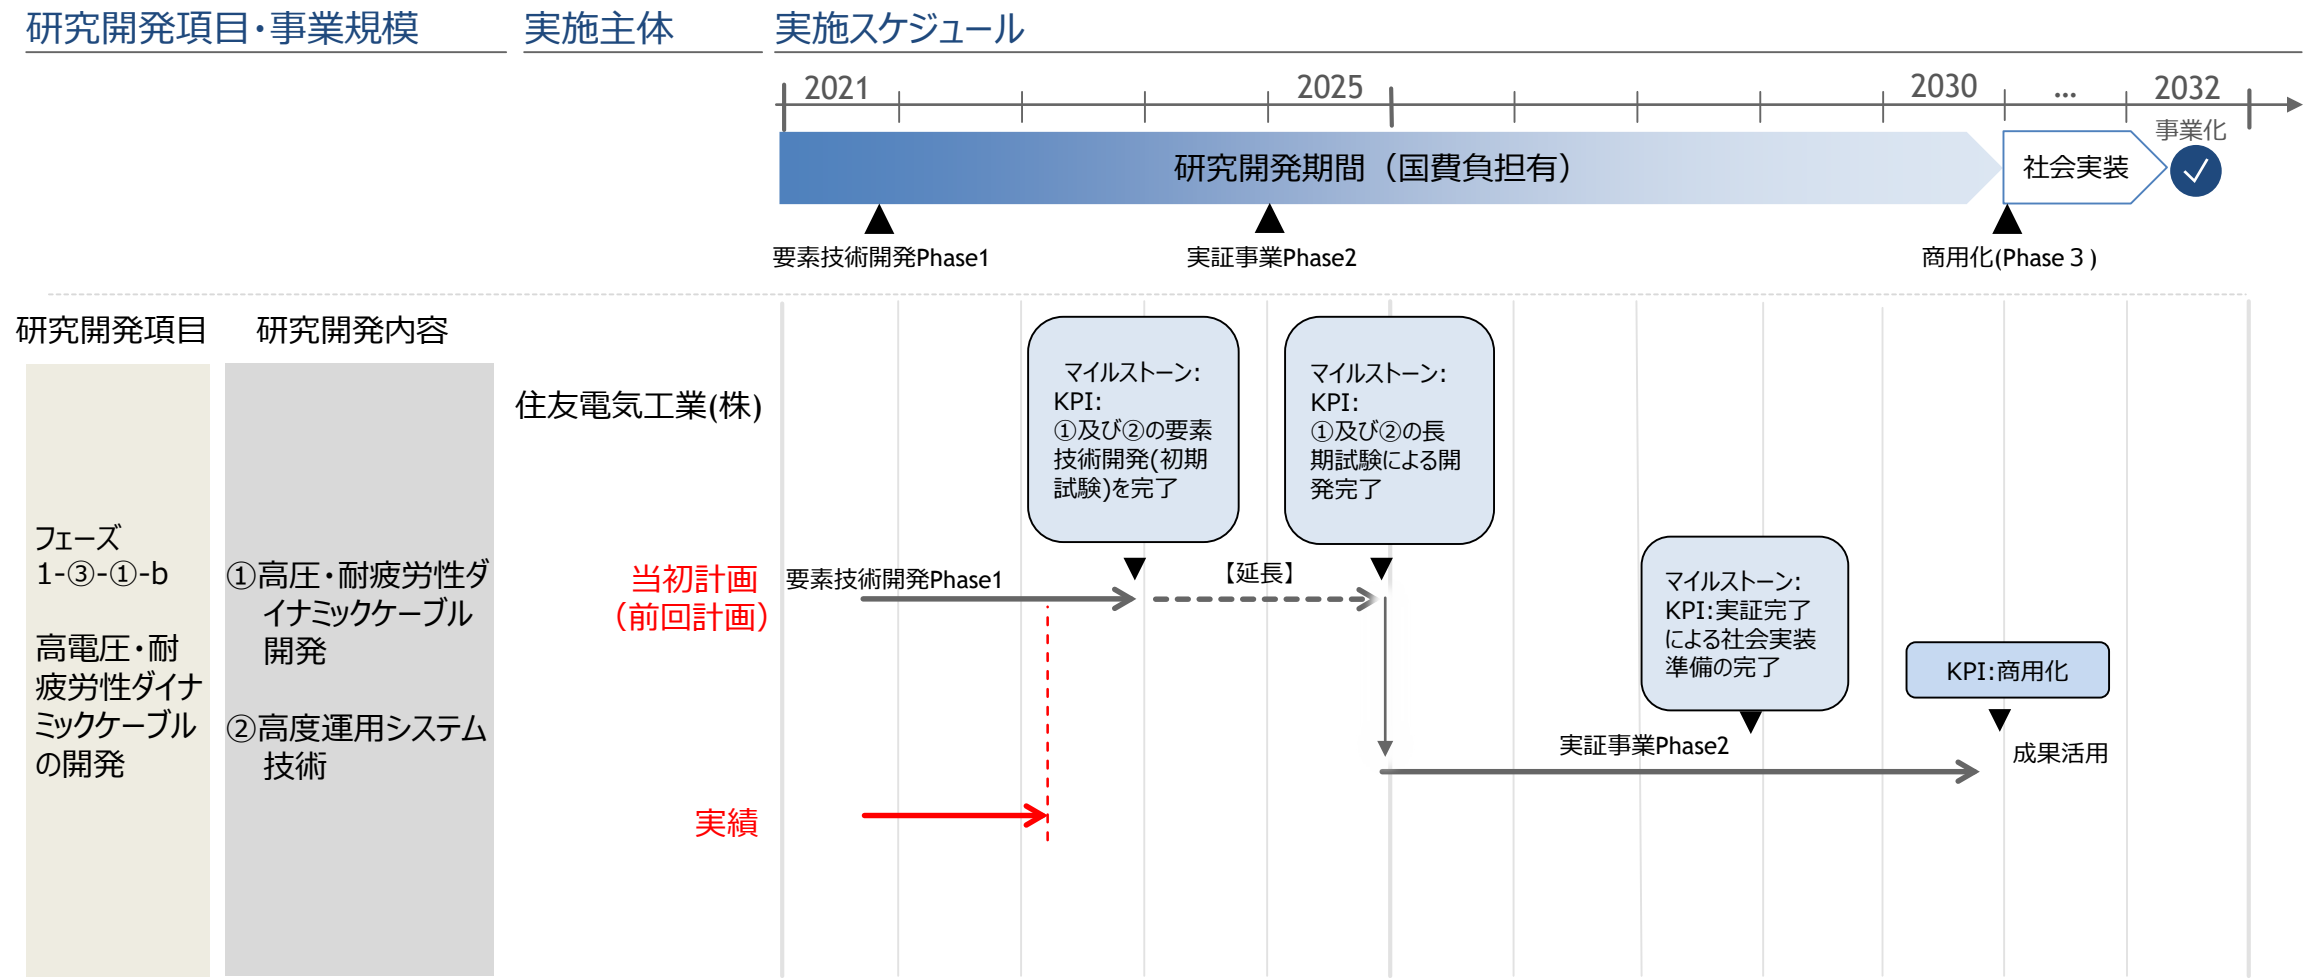 研究開発項目・事業規模
実施主体
実施スケジュール
2021
2025
2030
...
2032
事業化
研究開発期間（国費負担有）
社会実装
要素技術開発Phase1
実証事業Phase2
商用化(Phase３)
研究開発項目
研究開発内容
フェーズ
1-③-①-b
高電圧・耐
疲労性ダイナ
ミックケーブル
の開発
①高圧・耐疲労性ダ
イナミックケーブル
開発
②高度運用システム
技術
住友電気工業(株)
当初計画
（前回計画）
実績
マイルストーン:
KPI:
①及び②の要素
技術開発(初期
試験)を完了
マイルストーン:
KPI:
①及び②の長
期試験による開
発完了
要素技術開発Phase1
【延長】
マイルストーン:
KPI:実証完了
による社会実装
準備の完了
KPI:商用化
実証事業Phase2
成果活用